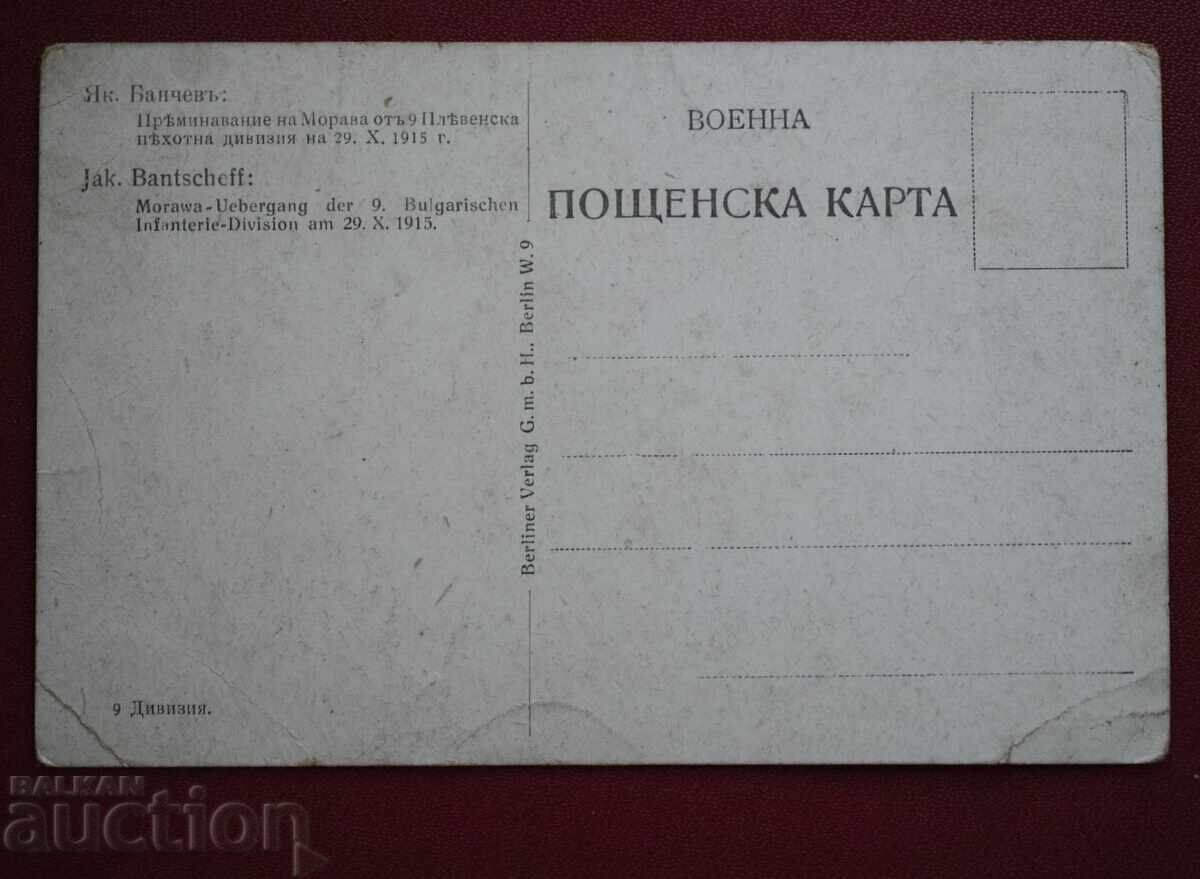 Як. Банчевъ:
Прѣминавание на Морава отъ 9 Плѣвенска
пѣхотна дивизия на 29. X. 1915 г.
Jak. Bantscheff:
Morawa-Uebergang der 9. Bulgarischen
Infanterie-Division am 29. X. 1915.
9 Дивизия.
Berliner Verlag G. m. b. H., Berlin W. 9
ВОЕННА
ПОЩЕНСКА КАРТА
BALKAN
auction